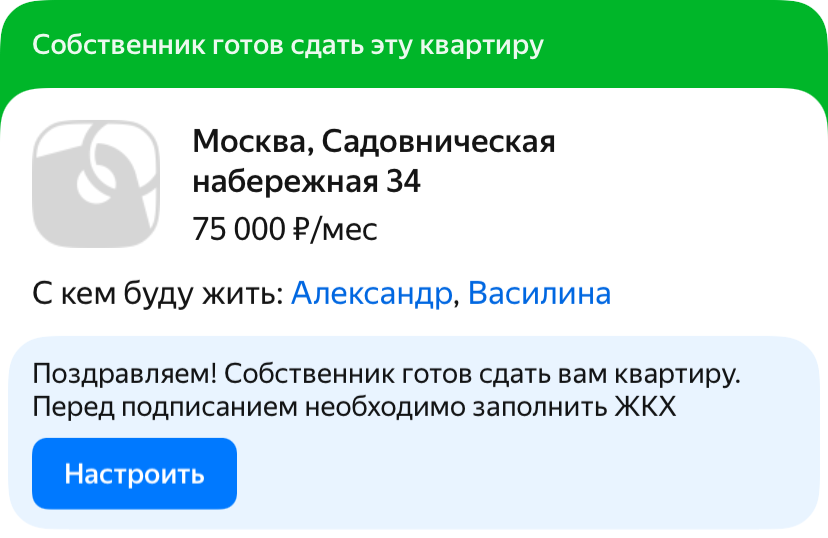 Собственник готов сдать эту квартиру
Москва, Садовническая
набережная 34
75 000 ₽/мес
С кем буду жить: Александр, Василина
Поздравляем! Собственник готов сдать вам квартиру.
Перед подписанием необходимо заполнить ЖКХ
Настроить